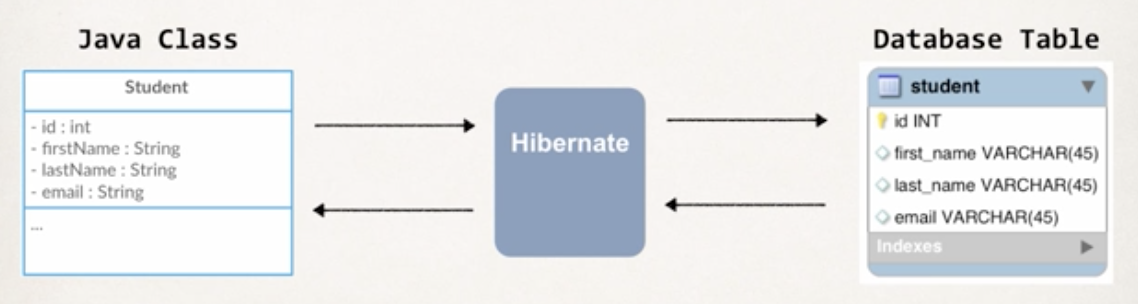 Java Class
Student
- id : int
- firstName : String
- lastName : String
- email : String
...
Hibernate
Database Table
student
id INT
first_name VARCHAR(45)
last_name VARCHAR(45)
email VARCHAR(45)
Indexes